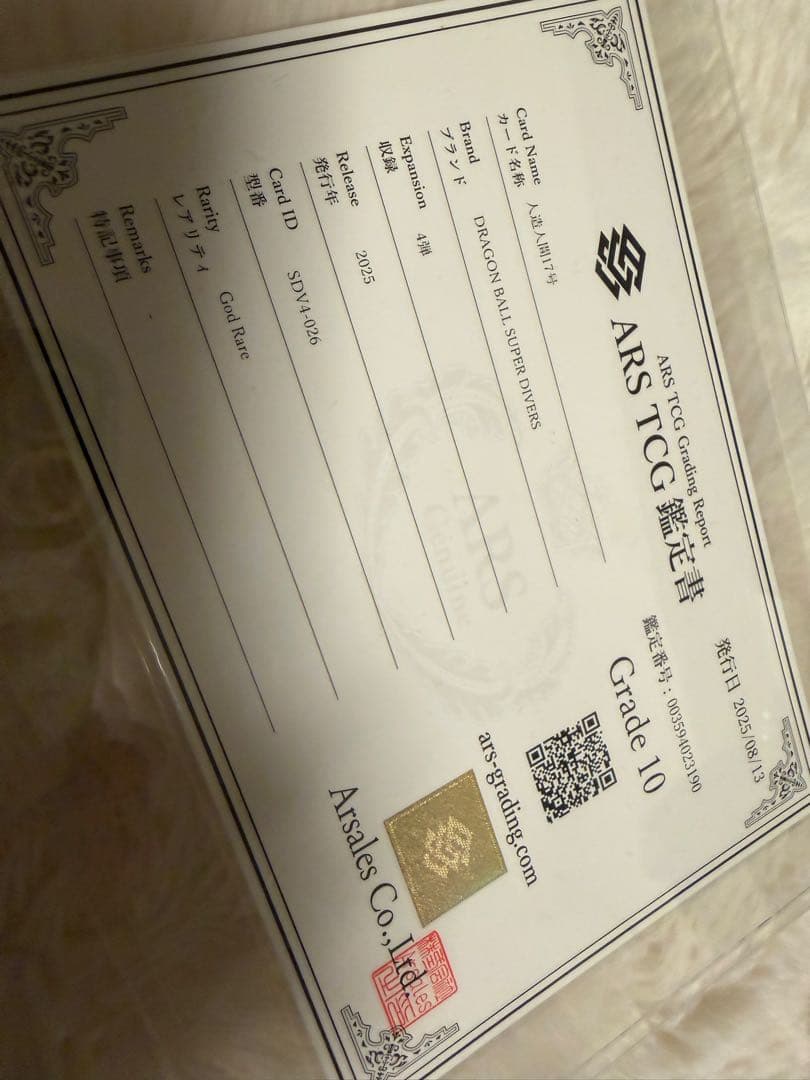 発行日 2025/08/13
ARS TCG Grading Report
ARS TCG 鑑定書
鑑定番号：003594023190
Grade 10
Card Name
カード名称 人造人間17号
Brand
ブランド DRAGON BALL SUPER DIVERS
Expansion
収録 4弾
Release
発行年 2025
Card ID
型番 SDV4-026
Rarity
レアリティ God Rare
Remarks
特記事項 -
ARS
Genuine
ars-grading.com
Arsales Co.,Ltd.